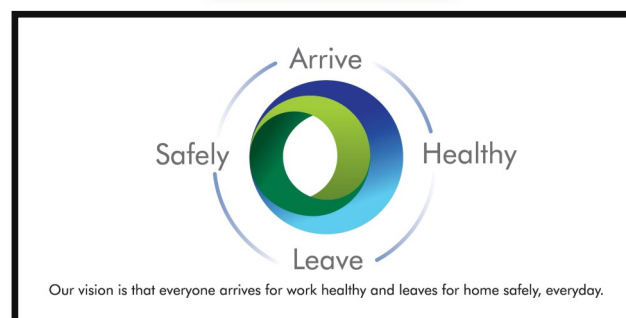 Arrive
Safely
Healthy
Leave
Our vision is that everyone arrives for work healthy and leaves for home safely, everyday.